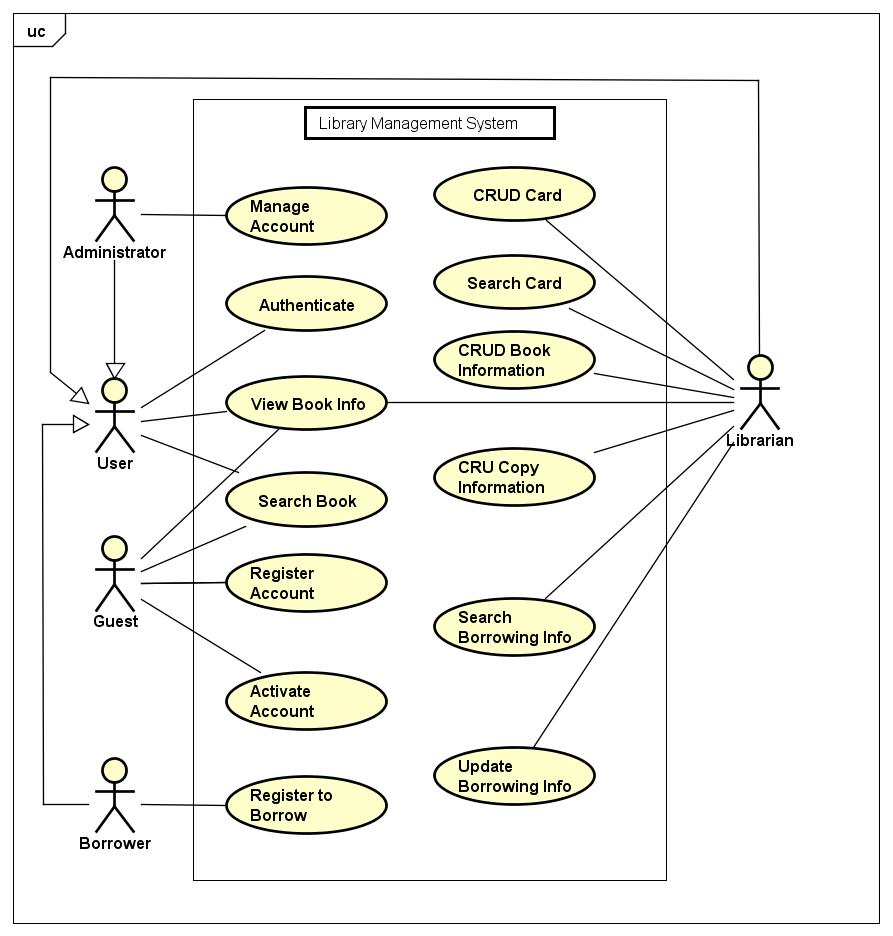 uc
Library Management System
Administrator
Manage
Account
CRUD Card
Authenticate
Search Card
CRUD Book
Information
View Book Info
User
Librarian
CRU Copy
Information
Search Book
Guest
Register
Account
Search
Borrowing Info
Activate
Account
Update
Borrowing Info
Borrower
Register to
Borrow